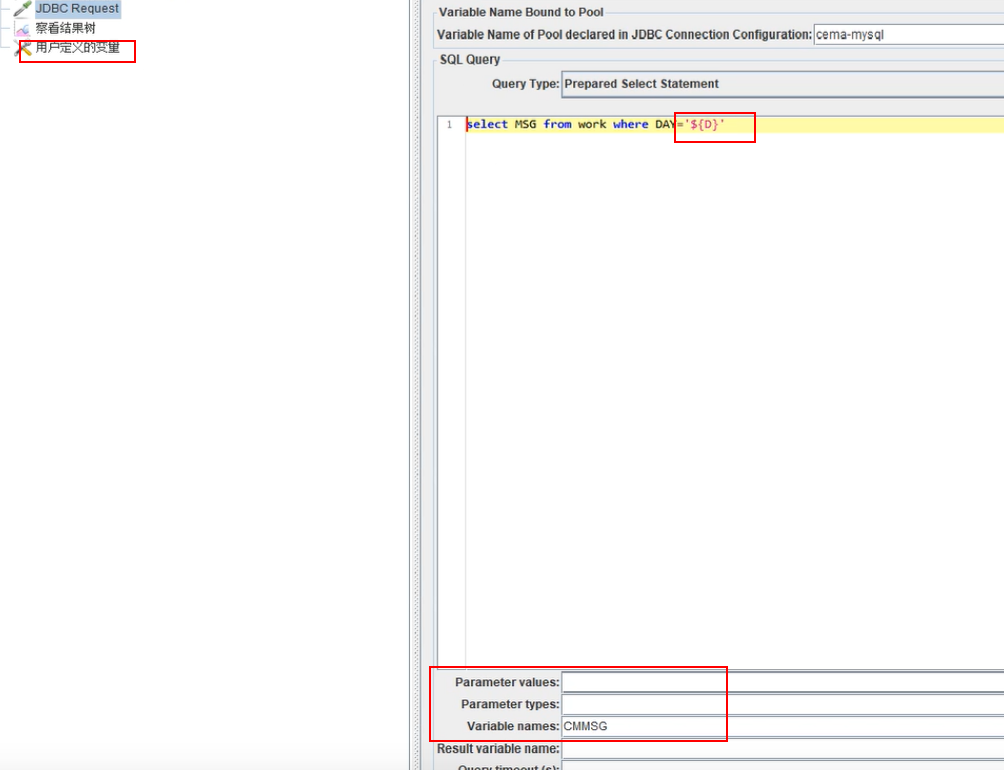 JDBC Request
察看结果树
用户定义的变量
Variable Name Bound to Pool
Variable Name of Pool declared in JDBC Connection Configuration: cema-mysql
SQL Query
Query Type: Prepared Select Statement
1 select MSG from work where DAY='${D}'
Parameter values:
Parameter types:
Variable names: CMMSG
Result variable name:
Query timeout (s):